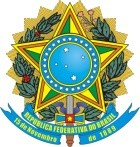 REPÚBLICA FEDERATIVA DO BRASIL
15 de Novembro de 1889